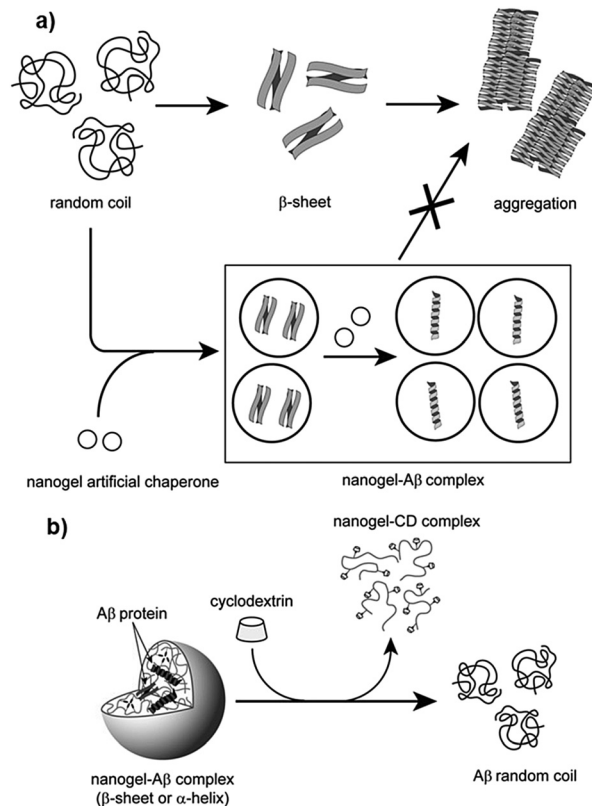 a)
random coil
β-sheet
aggregation
nanogel artificial chaperone
nanogel-Aβ complex
b)
nanogel-CD complex
cyclodextrin
Aβ protein
nanogel-Aβ complex
(β-sheet or α-helix)
Aβ random coil